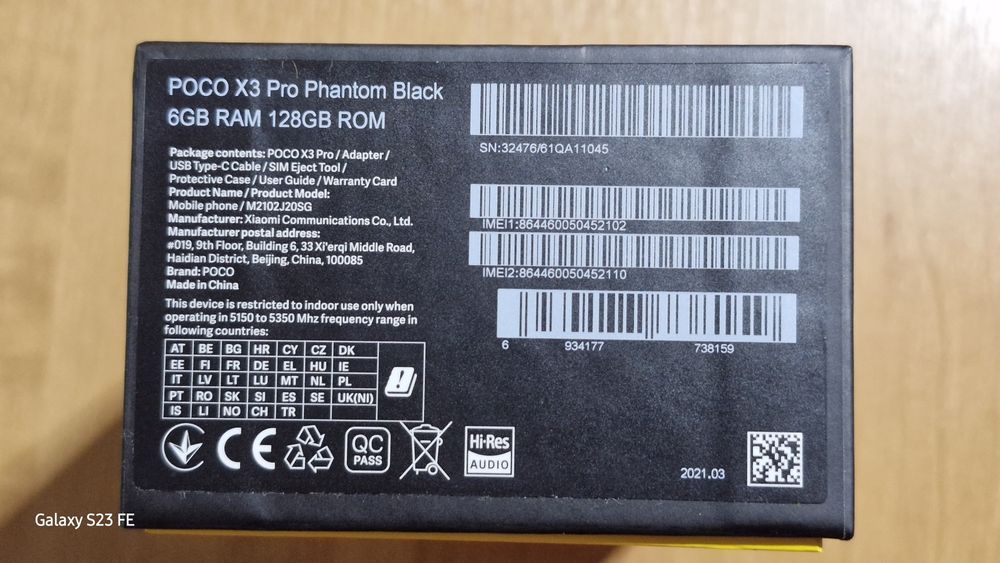 POCO X3 Pro Phantom Black
6GB RAM 128GB ROM
Package contents: POCO X3 Pro / Adapter /
USB Type-C Cable / SIM Eject Tool /
Protective Case / User Guide / Warranty Card
Product Name / Product Model:
Mobile phone / M2102J20SG
Manufacturer: Xiaomi Communications Co., Ltd.
Manufacturer postal address:
#019, 9th Floor, Building 6, 33 Xi'erqi Middle Road,
Haidian District, Beijing, China, 100085
Brand: POCO
Made in China
This device is restricted to indoor use only when
operating in 5150 to 5350 Mhz frequency range in
following countries:
AT BE BG HR CY CZ DK
EE FI FR DE EL HU IE
IT LV LT LU MT NL PL
PT RO SK SI ES SE UK(NI)
IS LI NO CH TR
CE
QC
PASS
Hi-Res
AUDIO
SN:32476/61QA11045
IMEI1:864460050452102
IMEI2:864460050452110
6 934177 738159
2021.03
Galaxy S23 FE